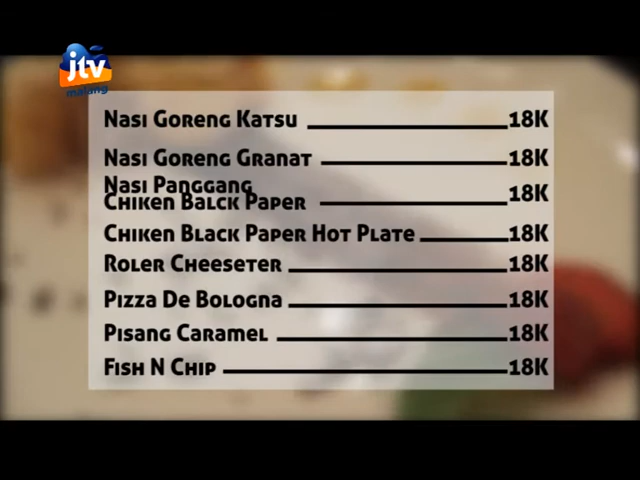 jtv
malang
Nasi Goreng Katsu 18K
Nasi Goreng Granat 18K
Nasi Panggang
Chiken Balck Paper 18K
Chiken Black Paper Hot Plate 18K
Roler Cheeseter 18K
Pizza De Bologna 18K
Pisang Caramel 18K
Fish N Chip 18K